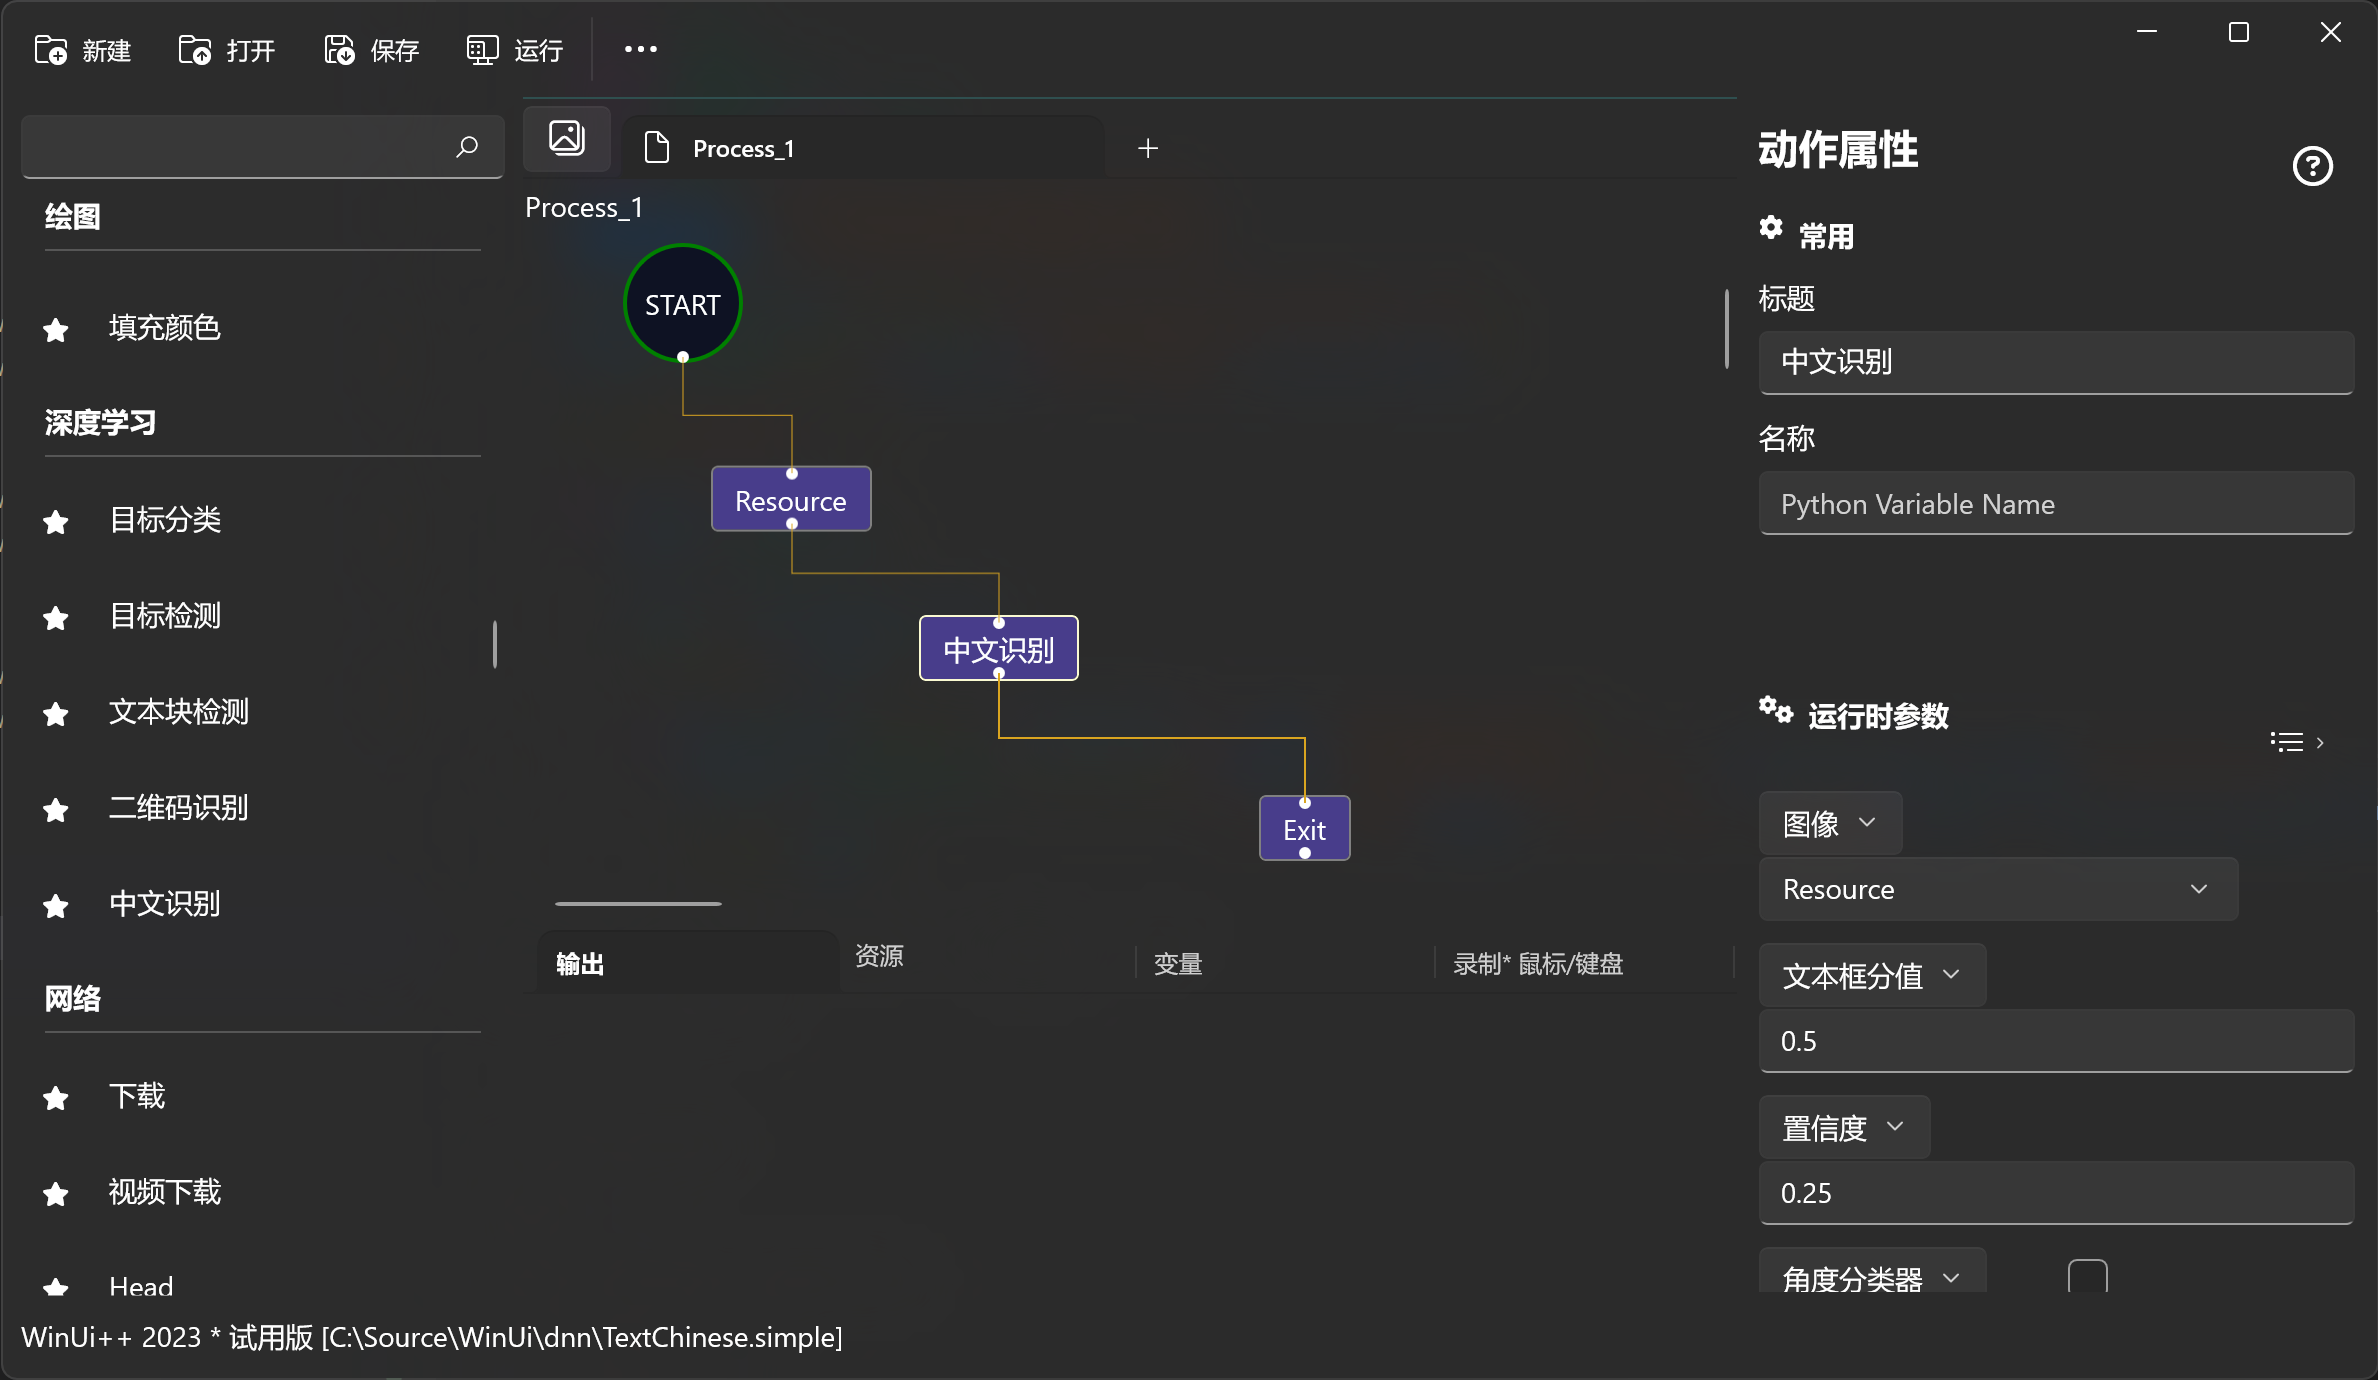 新建
打开
保存
运行
绘图
填充颜色
深度学习
目标分类
目标检测
文本块检测
二维码识别
中文识别
网络
下载
视频下载
Head
Process_1
Process_1
START
Resource
中文识别
Exit
输出
资源
变量
录制* 鼠标/键盘
动作属性
常用
标题
中文识别
名称
Python Variable Name
运行时参数
图像
Resource
文本框分值
0.5
置信度
0.25
角度分类器
WinUi++ 2023 * 试用版 [C:\Source\WinUi\dnn\TextChinese.simple]